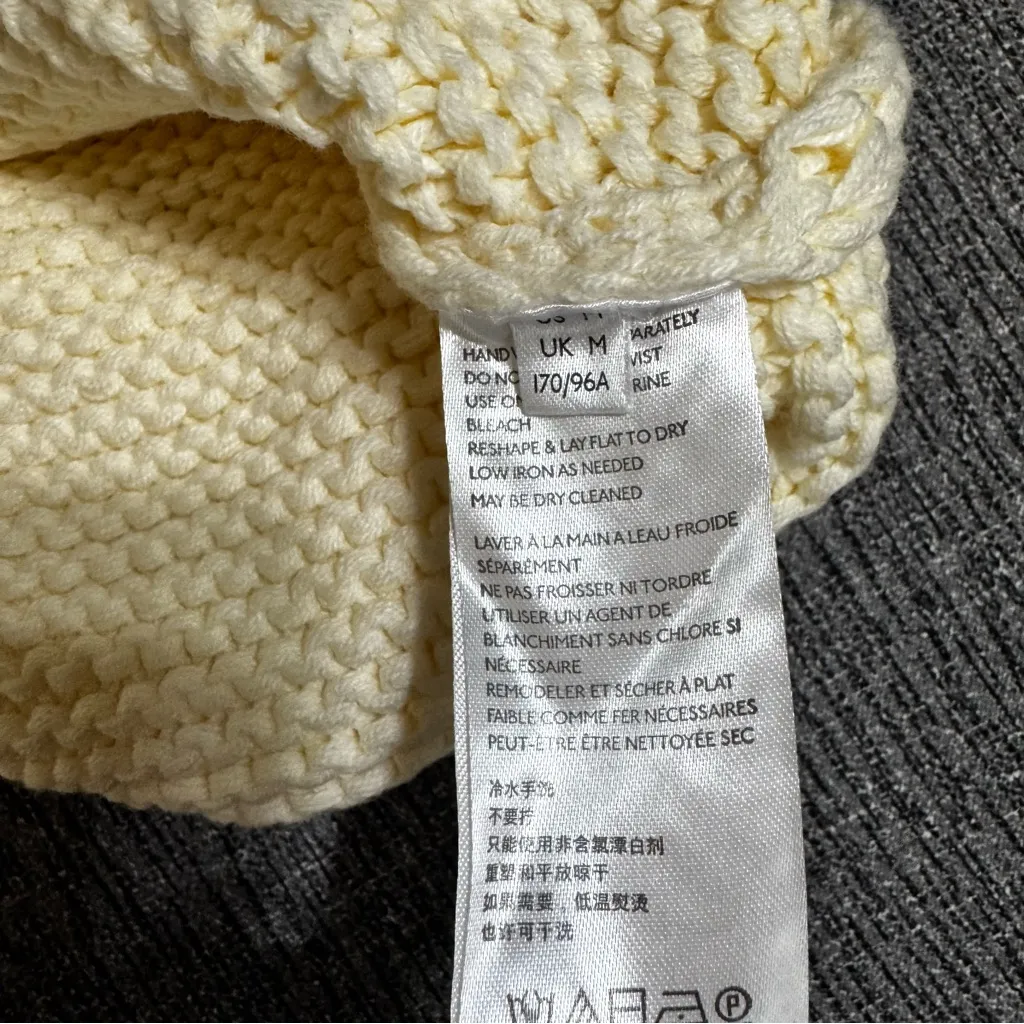 UK M
170/96A
HAND
ARATELY
DO NO
VIST
USE ON
RINE
BLEACH
RESHAPE & LAY FLAT TO DRY
LOW IRON AS NEEDED
MAY BE DRY CLEANED
LAVER À LA MAIN A LEAU FROIDE
SÉPARÉMENT
NE PAS FROISSER NI TORDRE
UTILISER UN AGENT DE
BLANCHIMENT SANS CHLORE SI
NÉCESSAIRE
REMODELER ET SÉCHER À PLAT
FAIBLE COMME FER NÉCESSAIRES
PEUT-ETRE ÊTRE NETTOYÉE SEC
冷水手洗
不要拧
只能使用非含氯漂白剂
重塑和平放晾干
如果需要 低温熨烫
也许可干洗
P